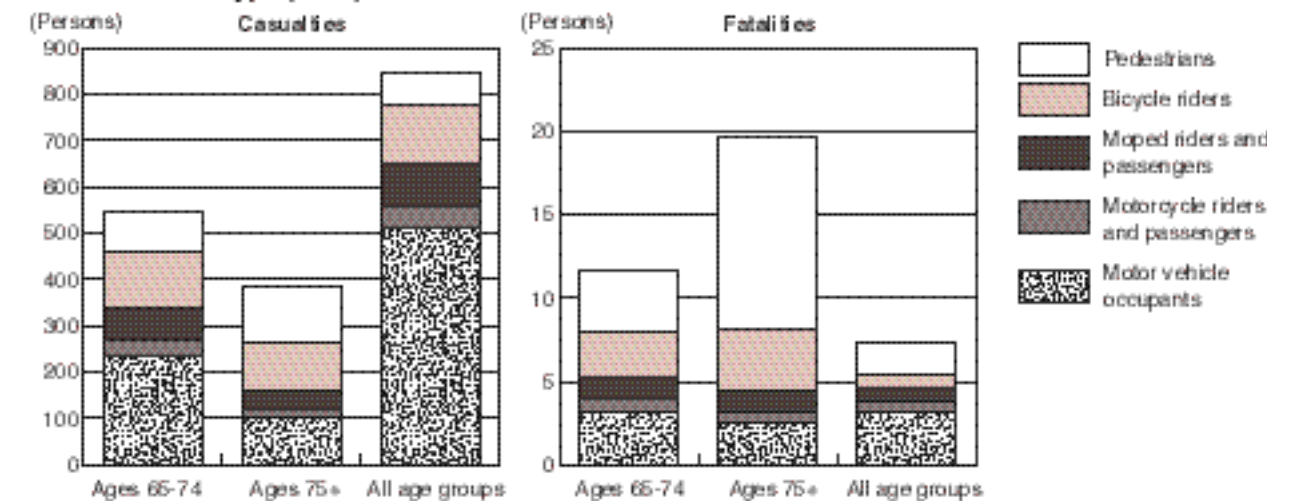 (Persons)
Casualties
900
800
700
600
500
400
300
200
100
0
Ages 65-74
Ages 75+
All age groups
(Persons)
Fatalities
25
20
15
10
5
0
Ages 65-74
Ages 75+
All age groups
Pedestrians
Bicycle riders
Moped riders and
passengers
Motorcycle riders
and passengers
Motor vehicle
occupants